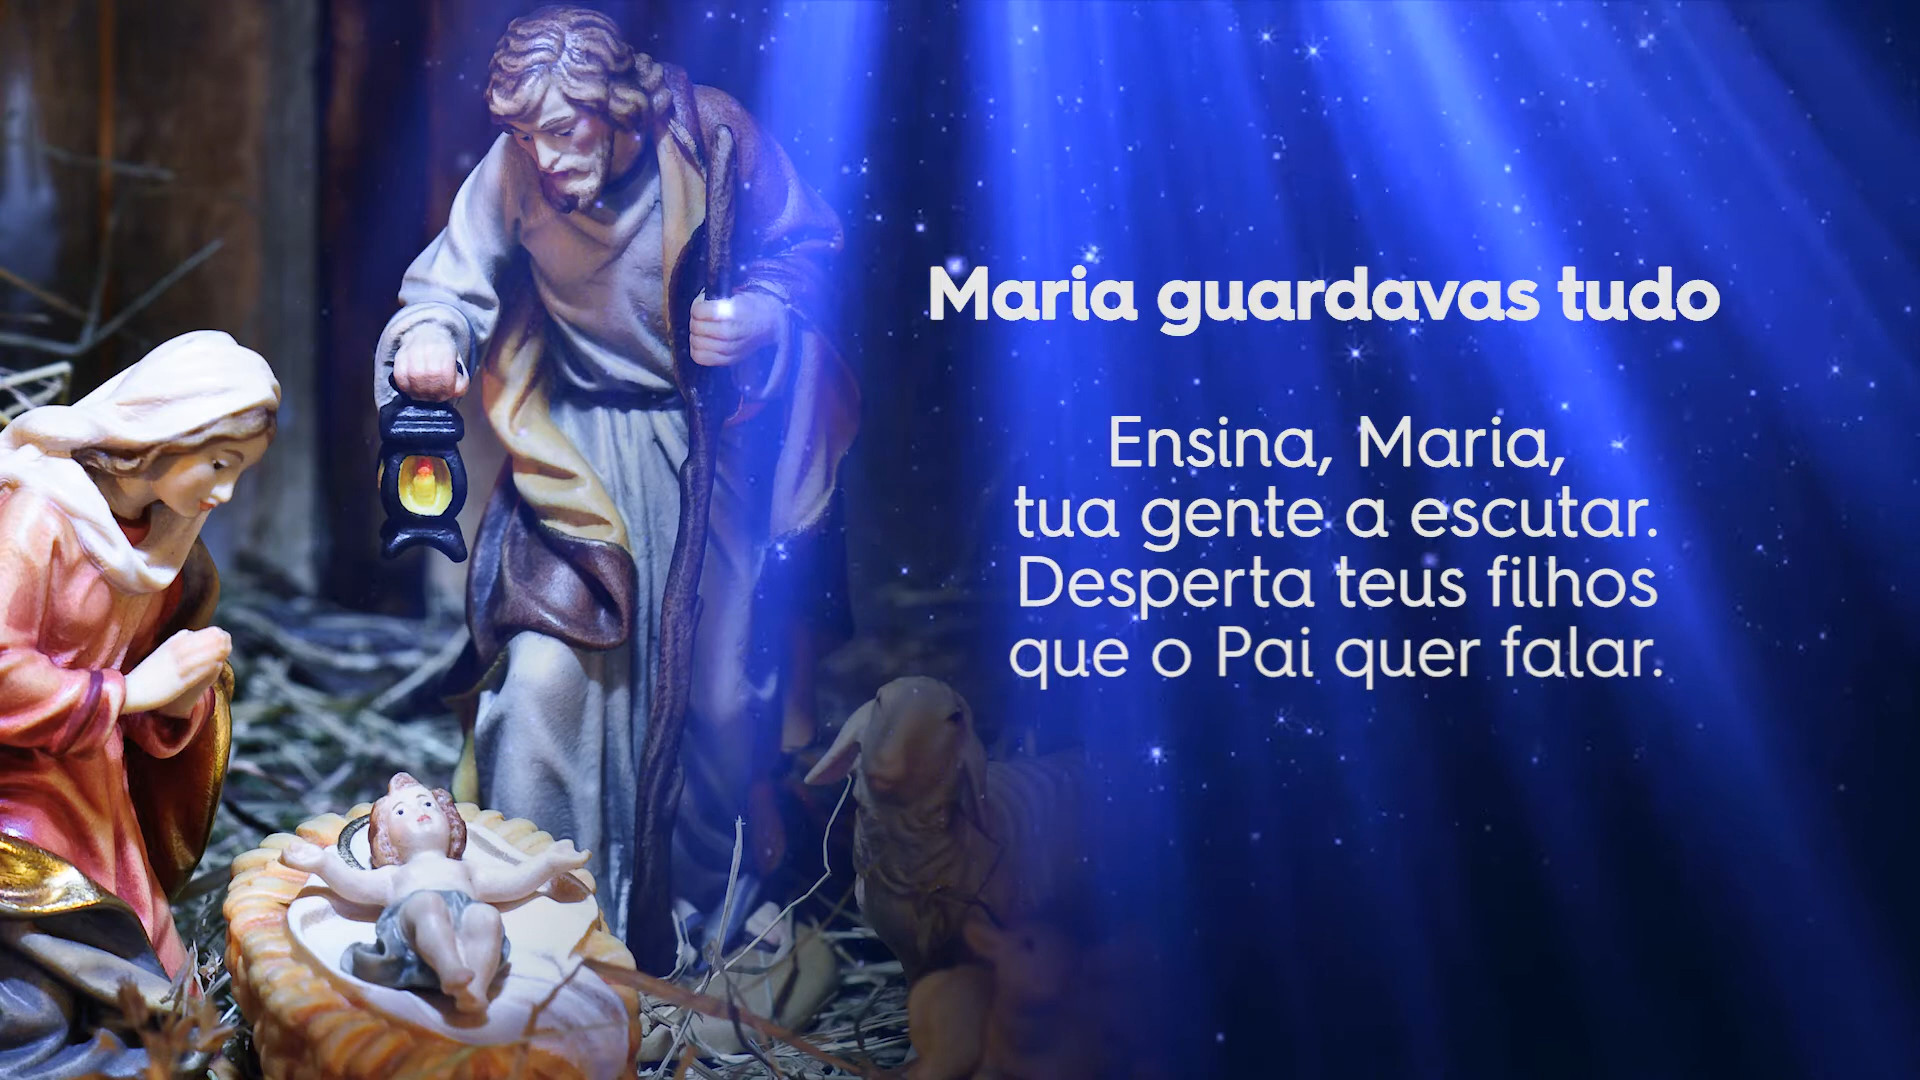 Maria guardavas tudo
Ensina, Maria,
tua gente a escutar.
Desperta teus filhos
que o Pai quer falar.